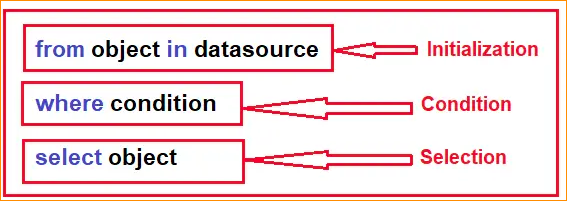 from object in datasource Initialization
where condition Condition
select object Selection